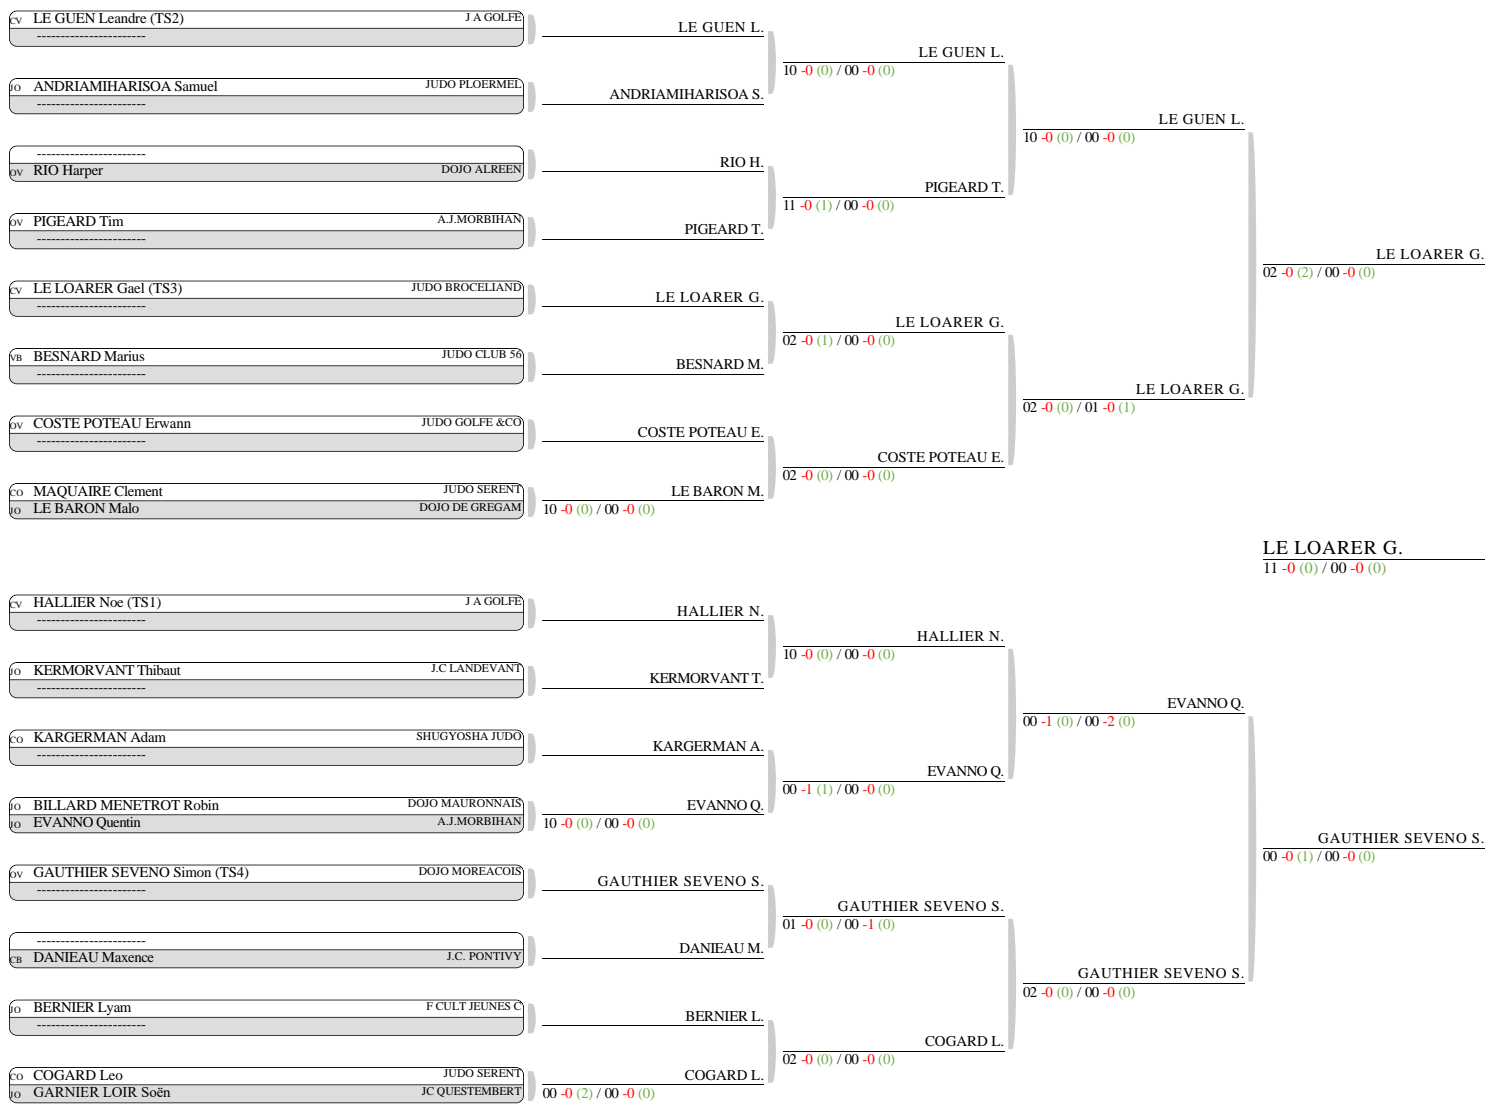 CV LE GUEN Leandre (TS2) J A GOLFE
-----------------------
LE GUEN L.
LE GUEN L.
10 -0 (0) / 00 -0 (0)
JO ANDRIAMIHARISOA Samuel JUDO PLOERMEL
-----------------------
ANDRIAMIHARISOA S.
LE GUEN L.
10 -0 (0) / 00 -0 (0)
-----------------------
OV RIO Harper DOJO ALREEN
RIO H.
PIGEARD T.
11 -0 (1) / 00 -0 (0)
OV PIGEARD Tim A.J.MORBIHAN
-----------------------
PIGEARD T.
LE LOARER G.
02 -0 (2) / 00 -0 (0)
CV LE LOARER Gael (TS3) JUDO BROCELIAND
-----------------------
LE LOARER G.
LE LOARER G.
02 -0 (1) / 00 -0 (0)
VB BESNARD Marius JUDO CLUB 56
-----------------------
BESNARD M.
LE LOARER G.
02 -0 (0) / 01 -0 (1)
OV COSTE POTEAU Erwann JUDO GOLFE &CO
-----------------------
COSTE POTEAU E.
COSTE POTEAU E.
02 -0 (0) / 00 -0 (0)
CO MAQUAIRE Clement JUDO SERENT
JO LE BARON Malo DOJO DE GREGAM
LE BARON M.
10 -0 (0) / 00 -0 (0)
LE LOARER G.
11 -0 (0) / 00 -0 (0)
CV HALLIER Noe (TS1) J A GOLFE
-----------------------
HALLIER N.
HALLIER N.
10 -0 (0) / 00 -0 (0)
JO KERMORVANT Thibaut J.C LANDEVANT
-----------------------
KERMORVANT T.
EVANNO Q.
00 -1 (0) / 00 -2 (0)
CO KARGERMAN Adam SHUGYOSHA JUDO
-----------------------
KARGERMAN A.
EVANNO Q.
00 -1 (1) / 00 -0 (0)
JO BILLARD MENETROT Robin DOJO MAURONNAIS
JO EVANNO Quentin A.J.MORBIHAN
EVANNO Q.
10 -0 (0) / 00 -0 (0)
GAUTHIER SEVENO S.
00 -0 (1) / 00 -0 (0)
OV GAUTHIER SEVENO Simon (TS4) DOJO MOREACOIS
-----------------------
GAUTHIER SEVENO S.
GAUTHIER SEVENO S.
01 -0 (0) / 00 -1 (0)
-----------------------
CB DANIEAU Maxence J.C. PONTIVY
DANIEAU M.
GAUTHIER SEVENO S.
02 -0 (0) / 00 -0 (0)
JO BERNIER Lyam F CULT JEUNES C
-----------------------
BERNIER L.
COGARD L.
02 -0 (0) / 00 -0 (0)
CO COGARD Leo JUDO SERENT
JO GARNIER LOIR Soën JC QUESTEMBERT
COGARD L.
00 -0 (2) / 00 -0 (0)